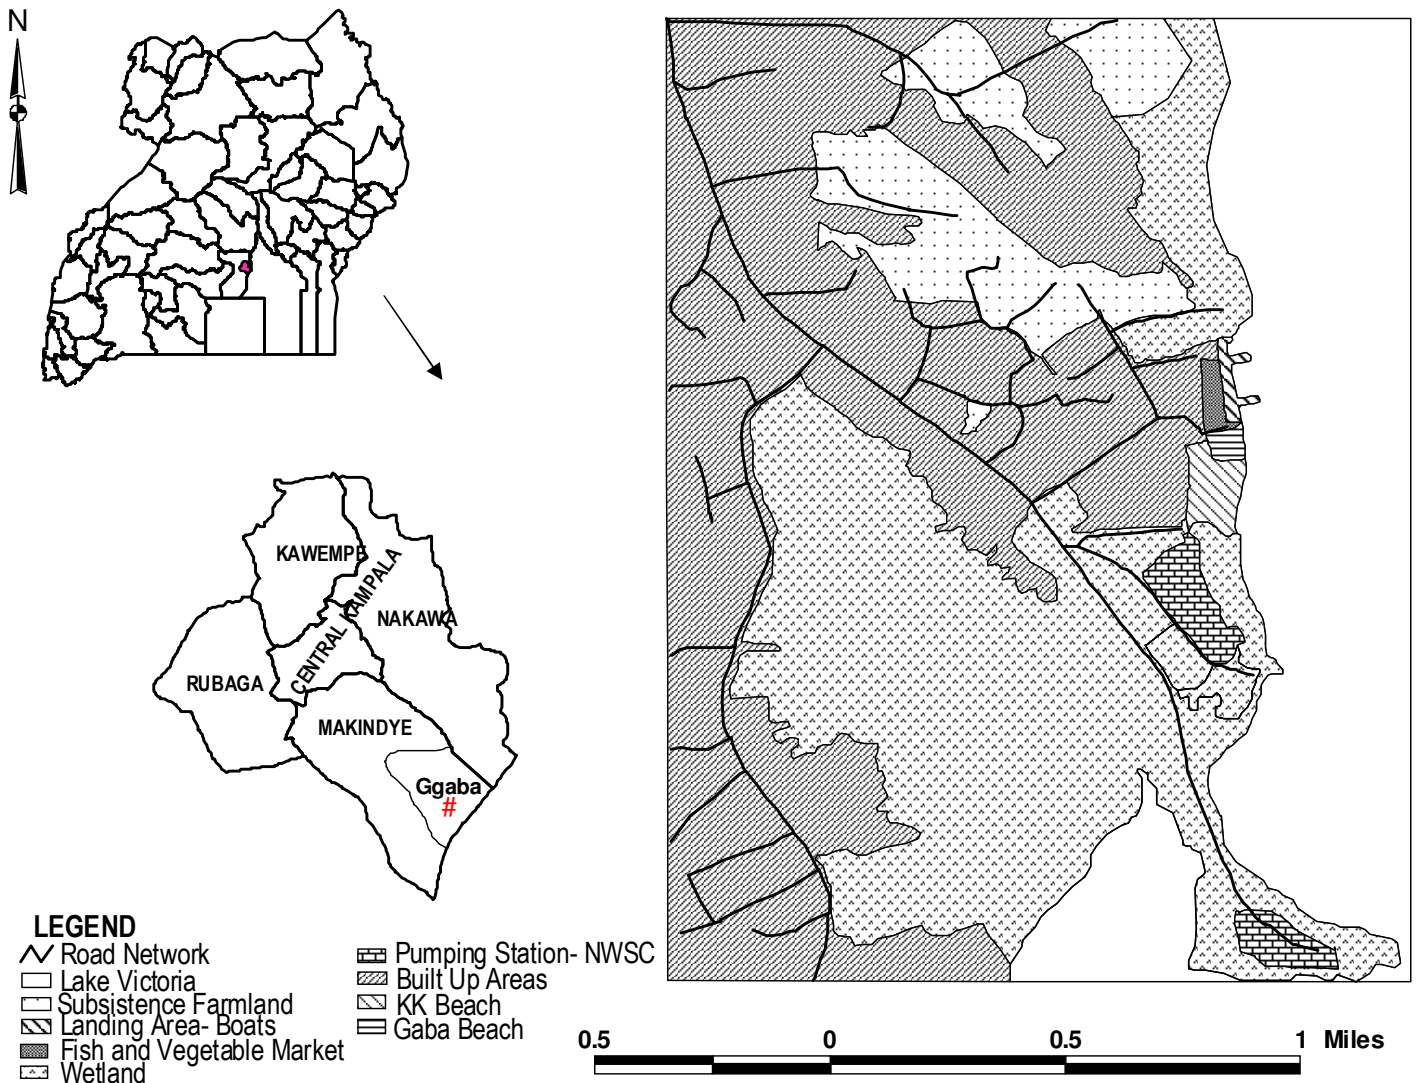 N
KAWEMPE
CENTRAL KAMPALA
NAKAWA
RUBAGA
MAKINDYE
Ggaba
#
LEGEND
Road Network
Lake Victoria
Subsistence Farmland
Landing Area- Boats
Fish and Vegetable Market
Wetland
Pumping Station- NWSC
Built Up Areas
KK Beach
Gaba Beach
0.5 0 0.5 1 Miles